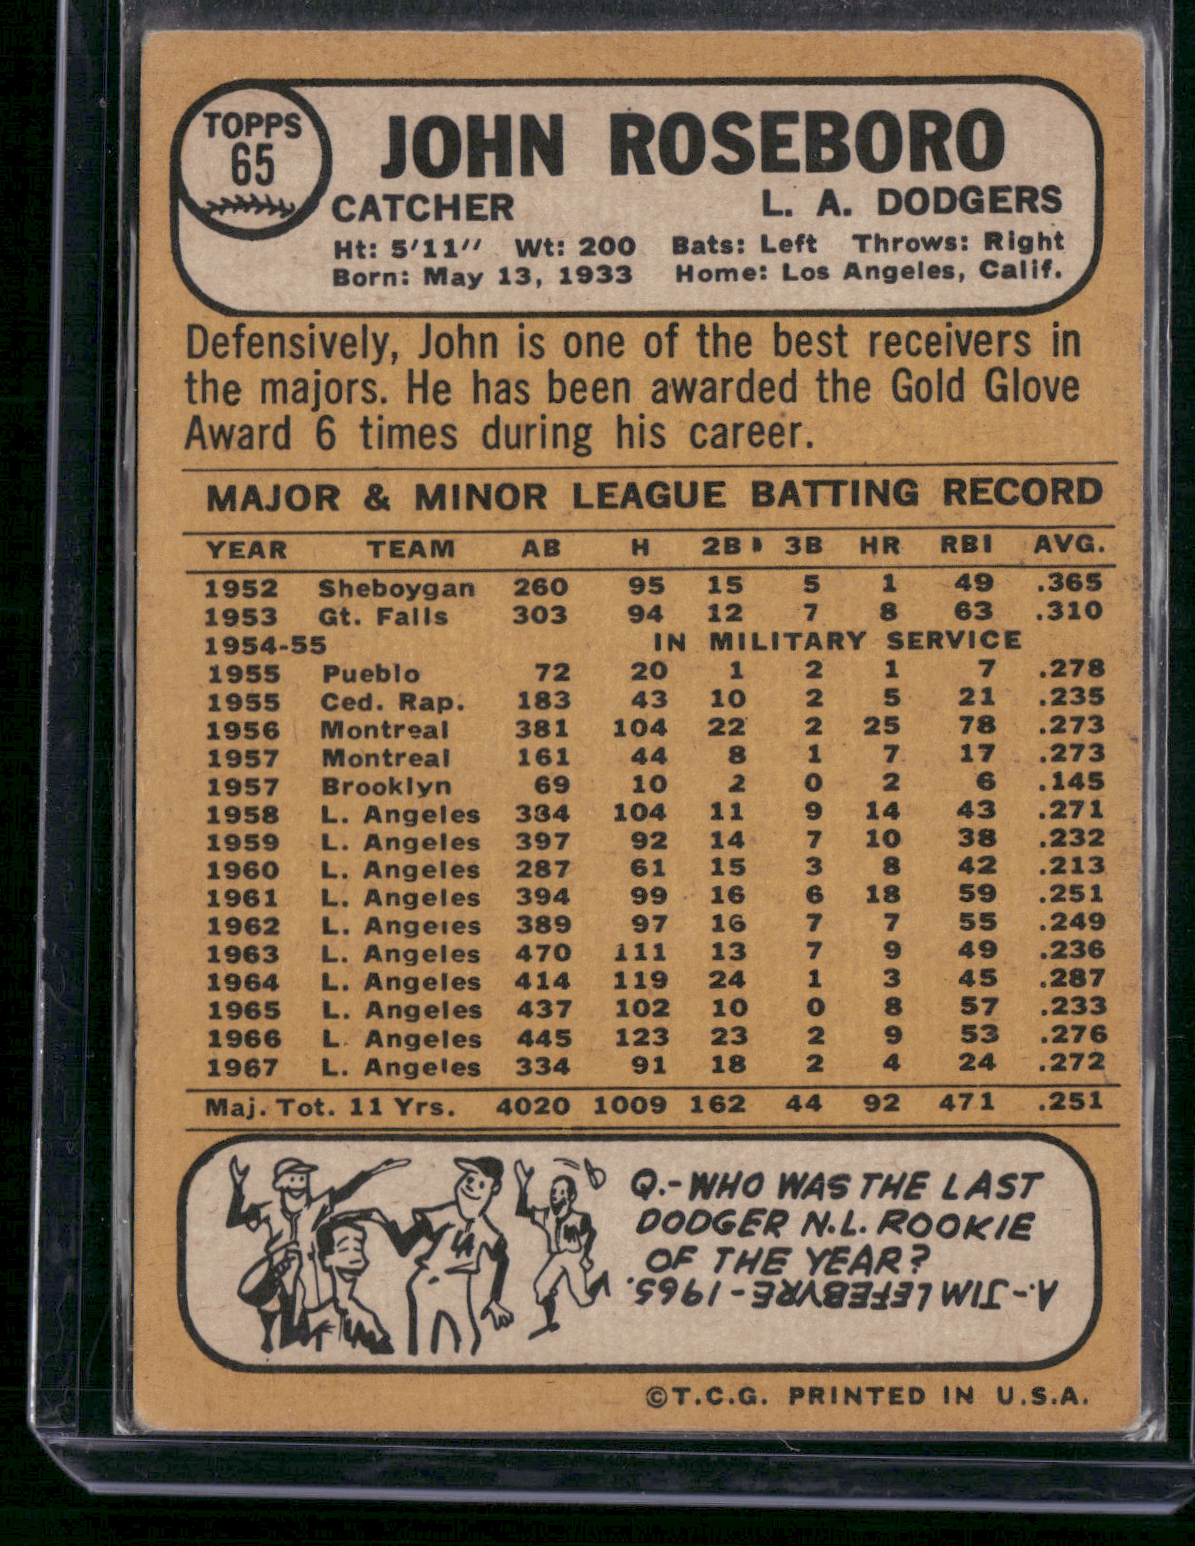 TOPPS
65
JOHN ROSEBORO
CATCHER L. A. DODGERS
Ht: 5'11" Wt: 200 Bats: Left Throws: Right
Born: May 13, 1933 Home: Los Angeles, Calif.
Defensively, John is one of the best receivers in
the majors. He has been awarded the Gold Glove
Award 6 times during his career.
MAJOR & MINOR LEAGUE BATTING RECORD
YEAR TEAM AB H 2B 3B HR RBI AVG.
1952 Sheboygan 260 95 15 5 1 49 .365
1953 Gt. Falls 303 94 12 7 8 63 .310
1954-55 IN MILITARY SERVICE
1955 Pueblo 72 20 1 2 1 7 .278
1955 Ced. Rap. 183 43 10 2 5 21 .235
1956 Montreal 381 104 22 2 25 78 .273
1957 Montreal 161 44 8 1 7 17 .273
1957 Brooklyn 69 10 2 0 2 6 .145
1958 L. Angeles 384 104 11 9 14 43 .271
1959 L. Angeles 397 92 14 7 10 38 .232
1960 L. Angeles 287 61 15 3 8 42 .213
1961 L. Angeles 394 99 16 6 18 59 .251
1962 L. Angeles 389 97 16 7 7 55 .249
1963 L. Angeles 470 111 13 7 9 49 .236
1964 L. Angeles 414 119 24 1 3 45 .287
1965 L. Angeles 437 102 10 0 8 57 .233
1966 L. Angeles 445 123 23 2 9 53 .276
1967 L. Angeles 334 91 18 2 4 24 .272
Maj. Tot. 11 Yrs. 4020 1009 162 44 92 471 .251
LA
Q.-WHO WAS THE LAST
DODGER N.L. ROOKIE
OF THE YEAR?
A.-JIM LEFEBVRE-1965.
©T.C.G. PRINTED IN U.S.A.